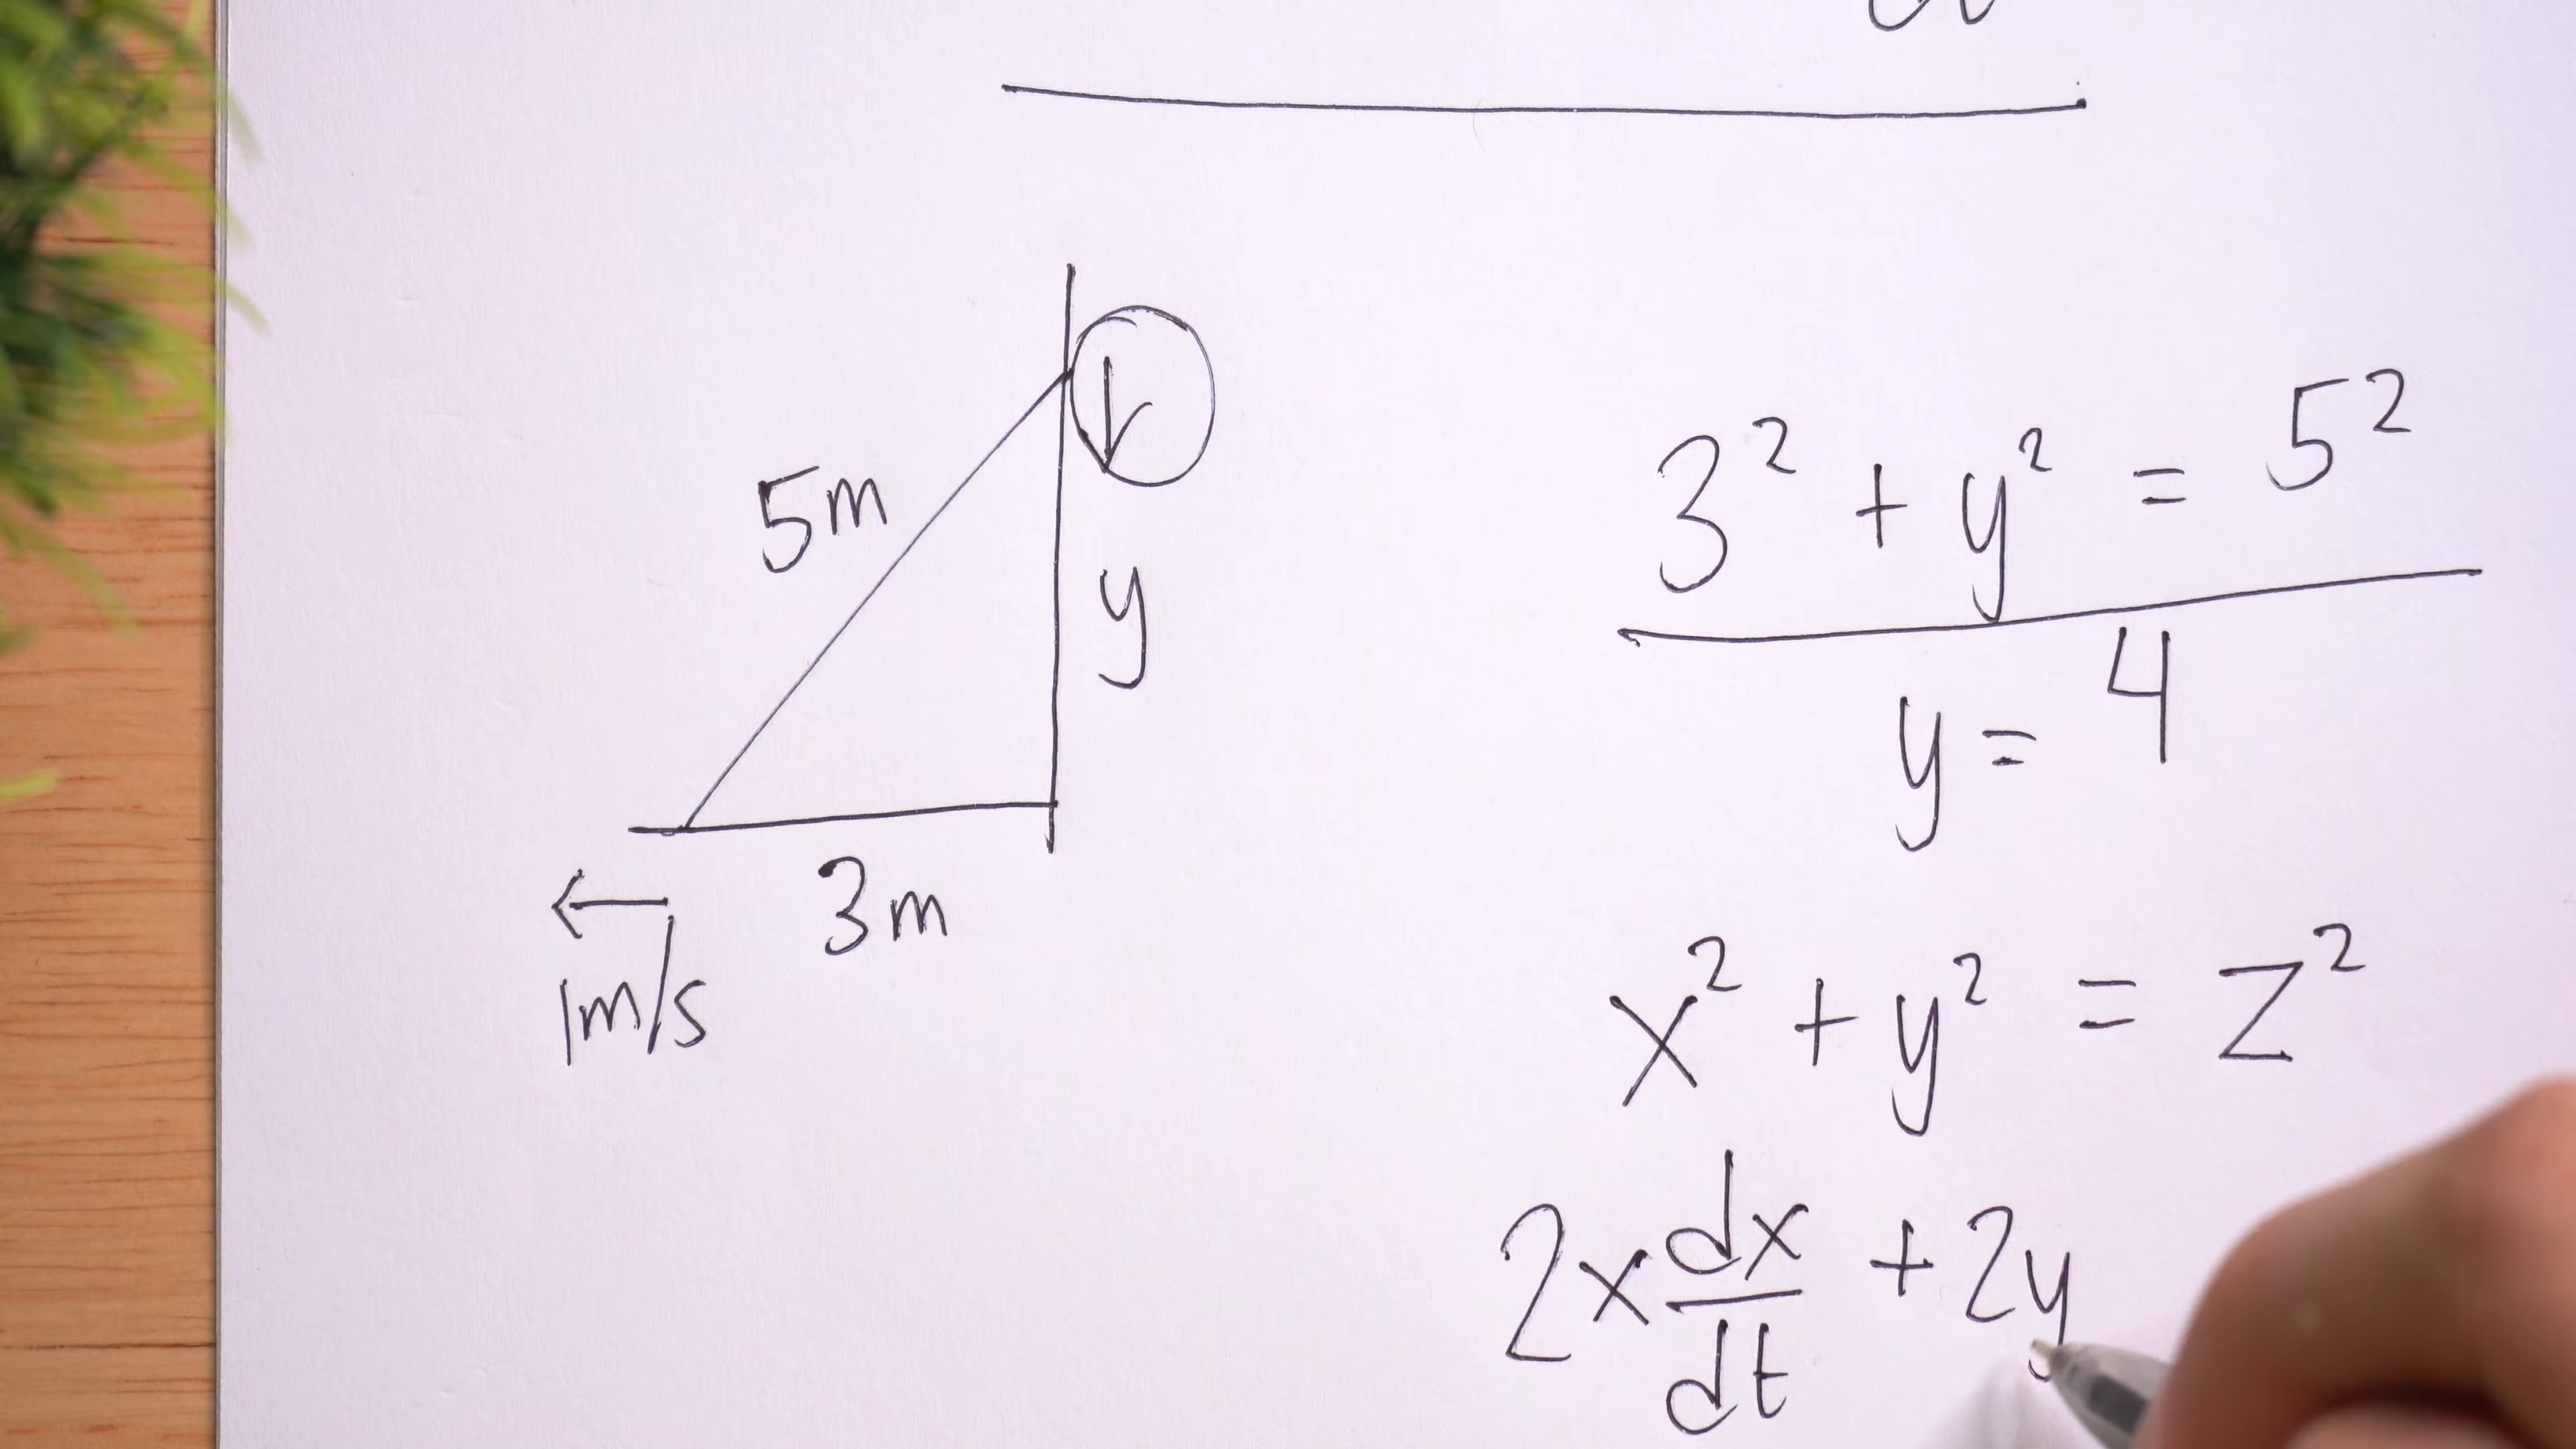 5m
y
3m
1m/s
3² + y² = 5²
y = 4
x² + y² = z²
2x dx/dt + 2y